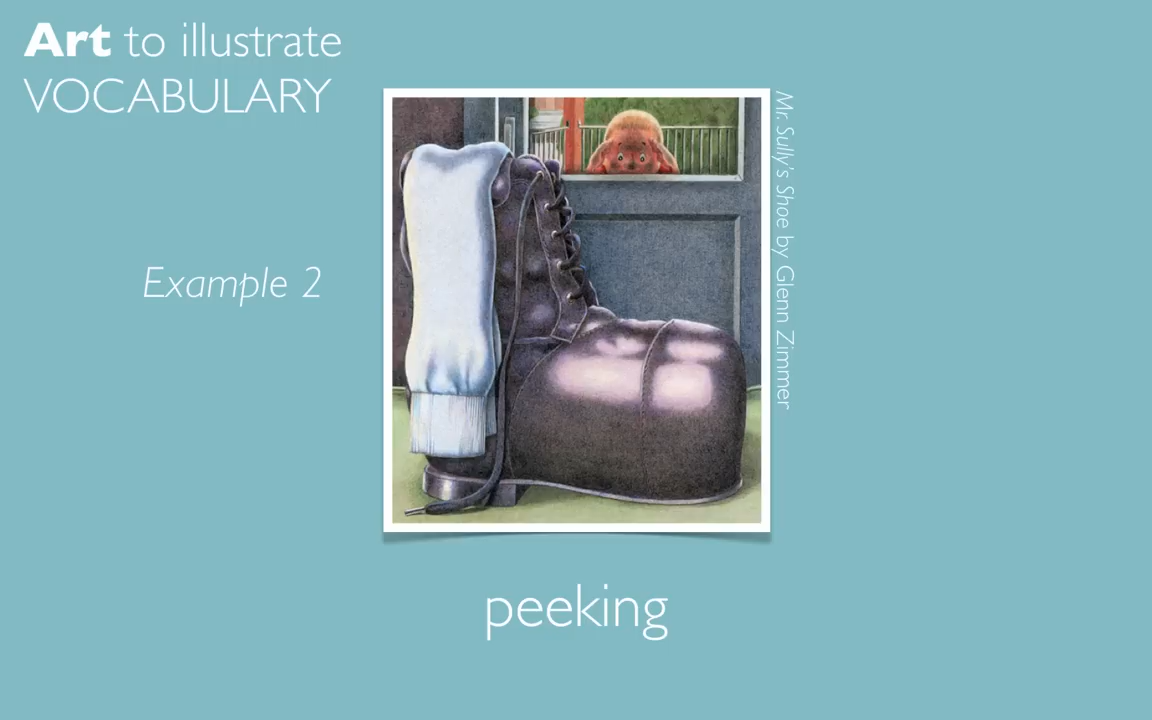 Art to illustrate
VOCABULARY
Example 2
Mr. Sully's Shoe by Glenn Zimmer
peeking